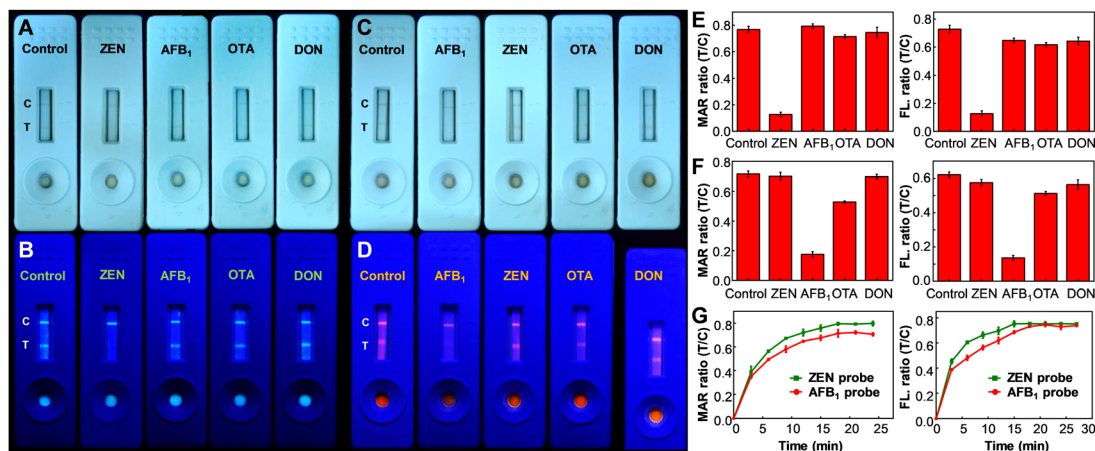 A
Control ZEN AFB₁ OTA DON
C
T
B
Control ZEN AFB₁ OTA DON
C
T
C
Control AFB₁ ZEN OTA DON
D
Control AFB₁ ZEN OTA DON
E
MAR ratio (T/C)
0.8
0.6
0.4
0.2
0.0
Control ZEN AFB₁ OTA DON
FL. ratio (T/C)
0.8
0.6
0.4
0.2
0.0
Control ZEN AFB₁ OTA DON
F
MAR ratio (T/C)
0.8
0.6
0.4
0.2
0.0
Control ZEN AFB₁ OTA DON
FL. ratio (T/C)
0.6
0.4
0.2
0.0
Control ZEN AFB₁ OTA DON
G
MAR ratio (T/C)
0.8
0.6
0.4
0.2
0.0
ZEN probe
AFB₁ probe
0 5 10 15 20 25
Time (min)
FL. ratio (T/C)
0.8
0.6
0.4
0.2
0.0
ZEN probe
AFB₁ probe
0 5 10 15 20 25 30
Time (min)